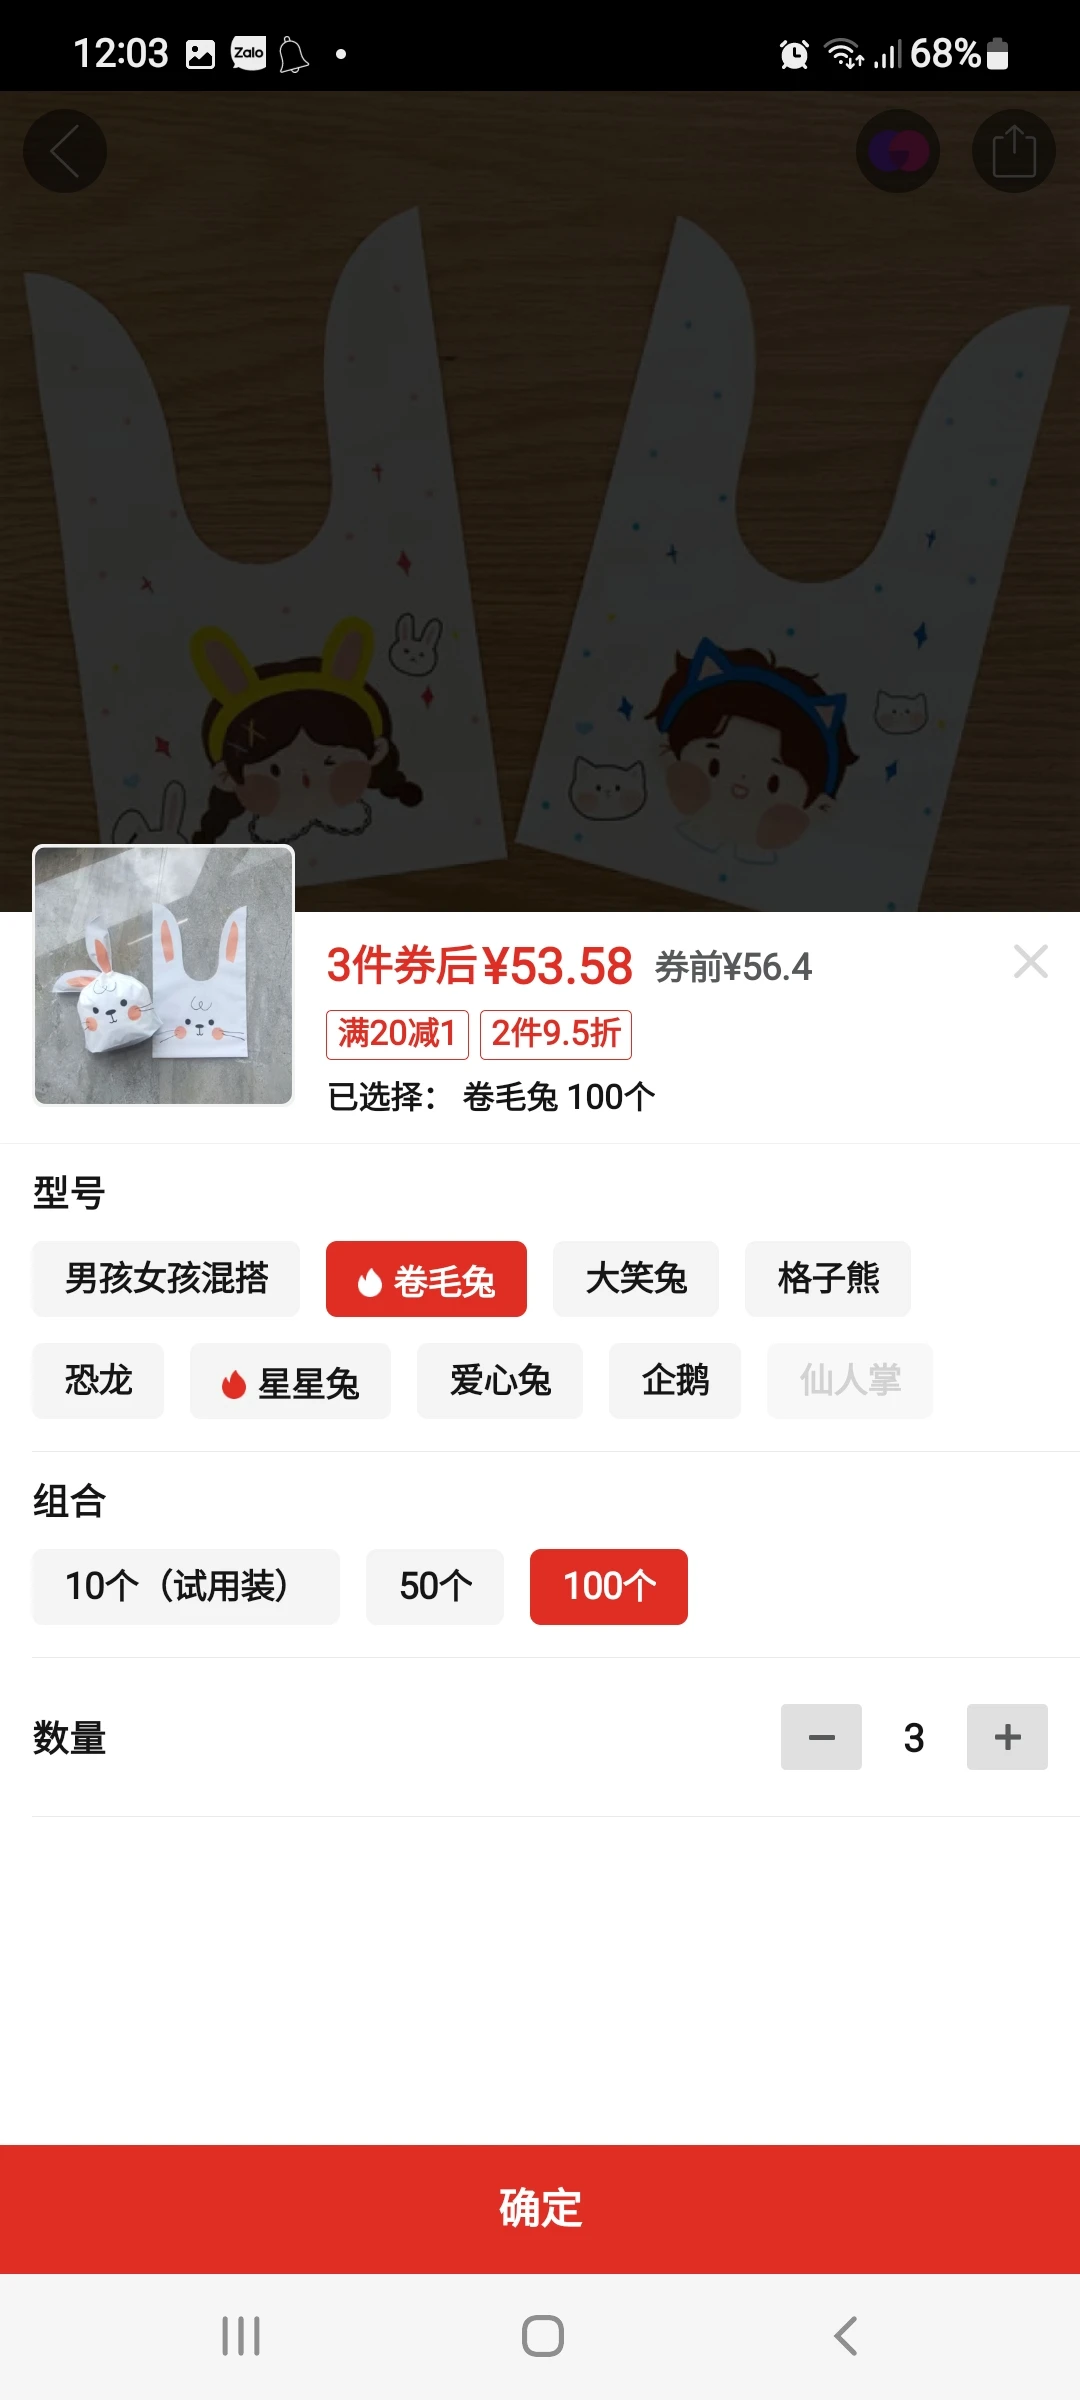 12:03 Zalo 68%
3件券后¥53.58 券前¥56.4
满20减1 2件9.5折
已选择： 卷毛兔 100个
型号
男孩女孩混搭 卷毛兔 大笑兔 格子熊
恐龙 星星兔 爱心兔 企鹅 仙人掌
组合
10个（试用装） 50个 100个
数量 3
确定